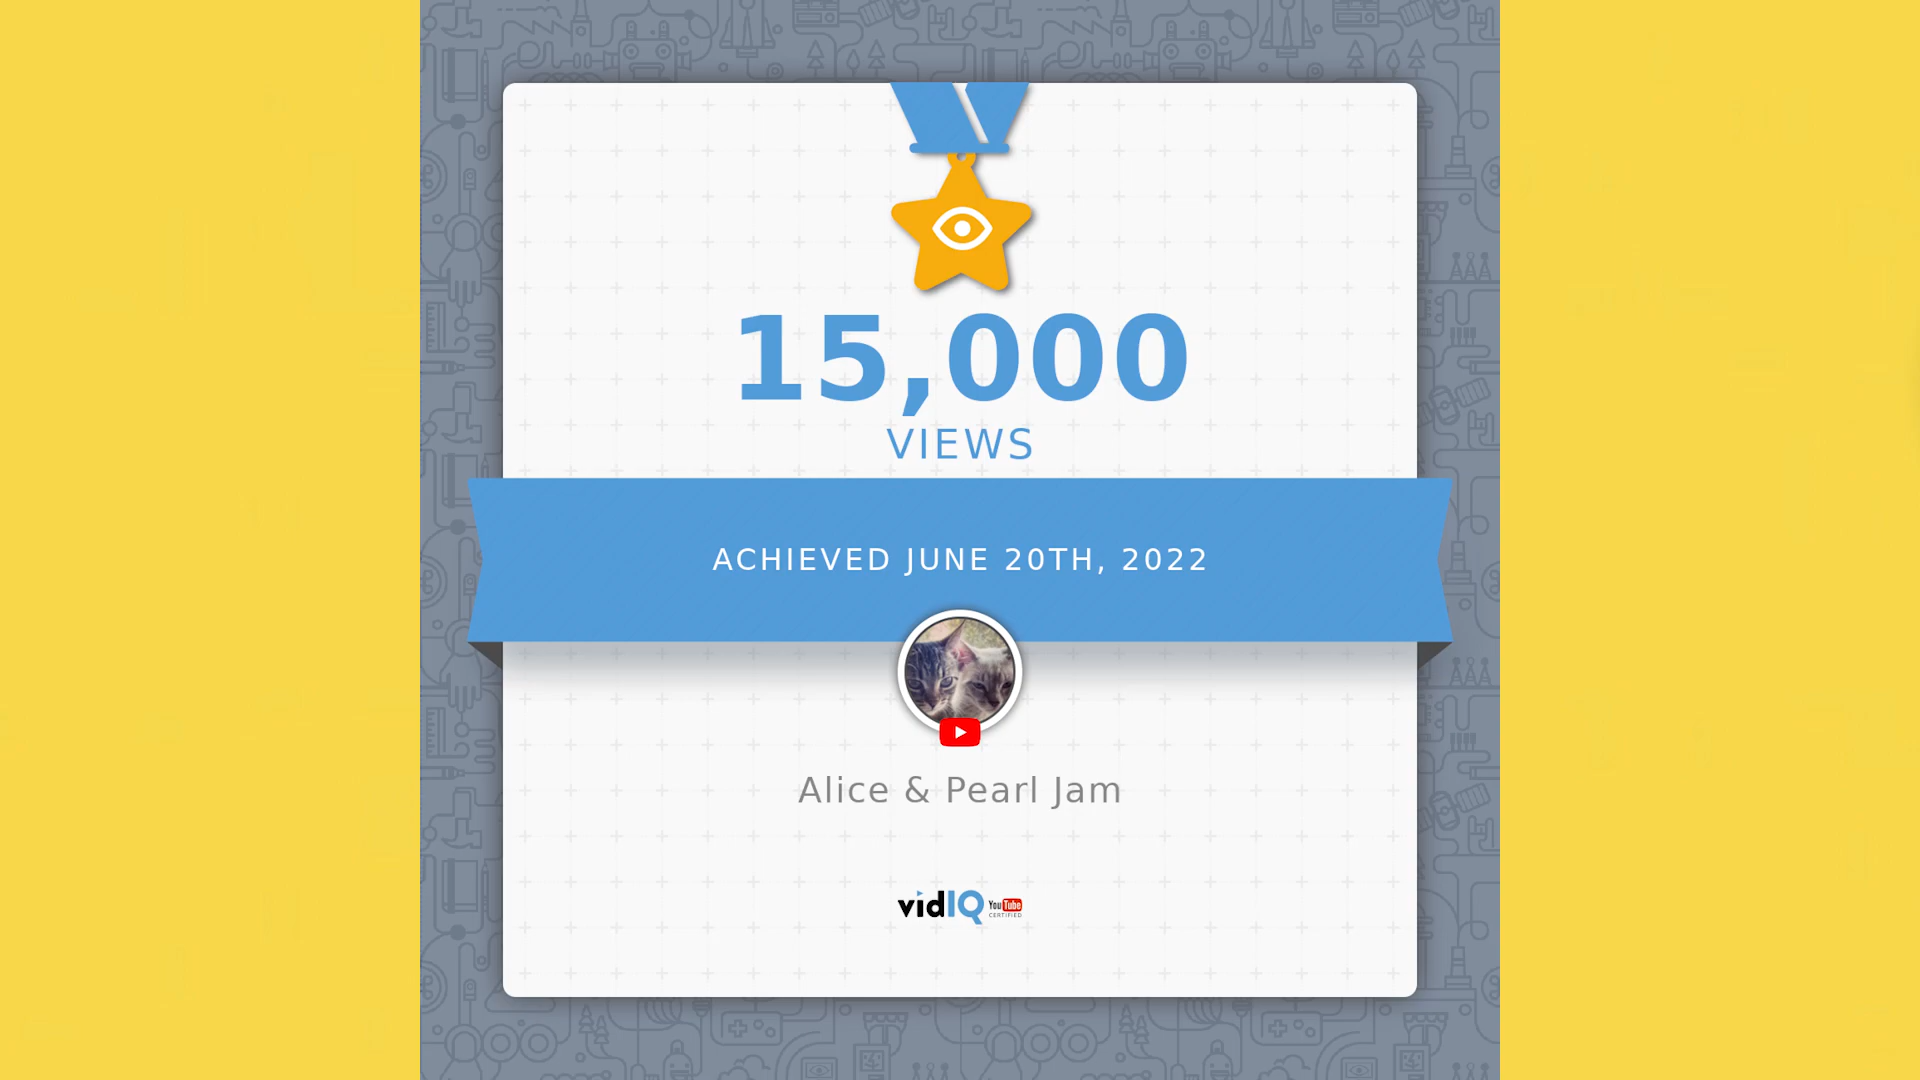 15,000
VIEWS
ACHIEVED JUNE 20TH, 2022
Alice & Pearl Jam
vidIQ YouTube
CERTIFIED